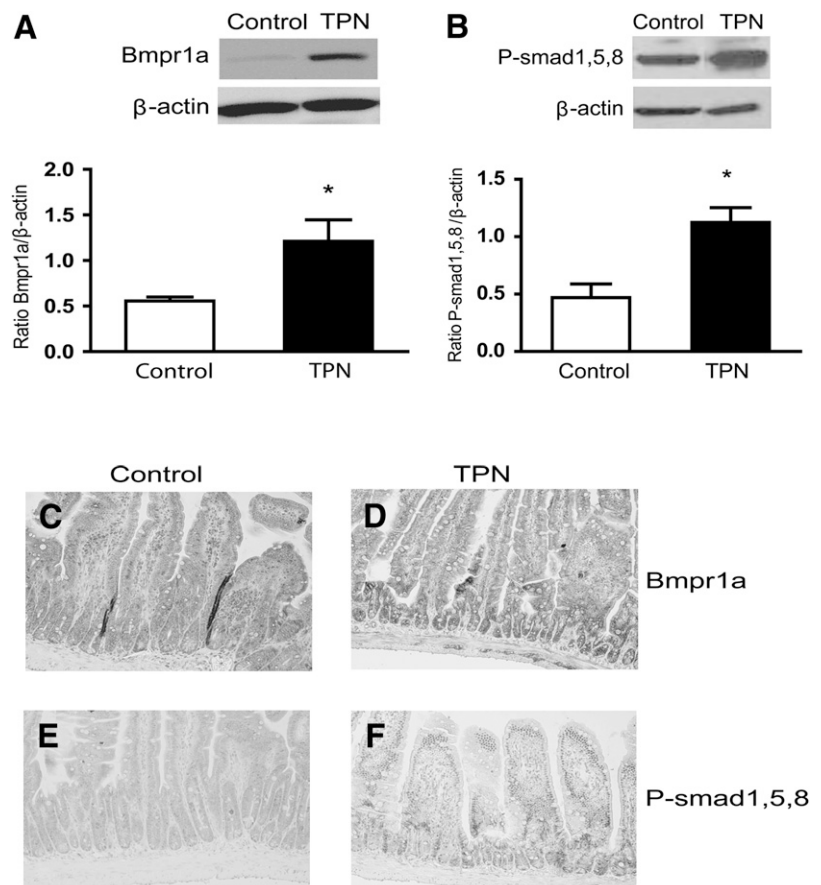 A
Control TPN
Bmpr1a
β-actin
2.0
1.5
1.0
0.5
0.0
Ratio Bmpr1a/β-actin
*
Control
TPN
B
Control TPN
P-smad1,5,8
β-actin
1.5
1.0
0.5
0.0
Ratio P-smad1,5,8/β-actin
*
Control
TPN
Control
TPN
C
D
Bmpr1a
E
F
P-smad1,5,8